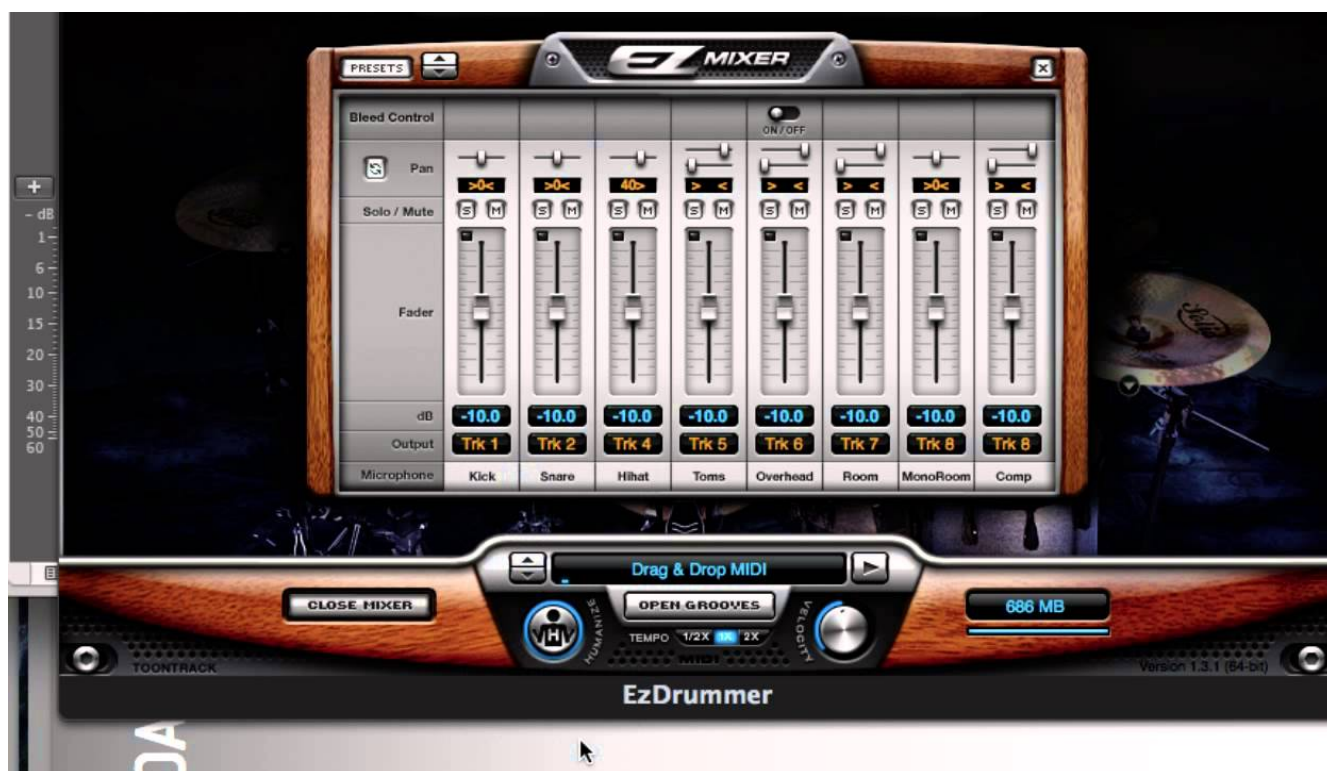 EZ MIXER
PRESETS
X
Bleed Control
ON / OFF
Pan
>0< >0< 40> > < > < > < >0< > <
Solo / Mute S M S M S M S M S M S M S M S M
Fader
dB -10.0 -10.0 -10.0 -10.0 -10.0 -10.0 -10.0 -10.0
Output Trk 1 Trk 2 Trk 4 Trk 5 Trk 6 Trk 7 Trk 8 Trk 8
Microphone Kick Snare Hihat Toms Overhead Room MonoRoom Comp
+
- dB
1
6
10
15
20
30
40
50
60
Drag & Drop MIDI
CLOSE MIXER
OPEN GROOVES
686 MB
HUMANIZE
H
TEMPO 1/2X 1X 2X
VELOCITY
MIDI
TOONTRACK
Version 1.3.1 (64-bit)
EzDrummer
OA